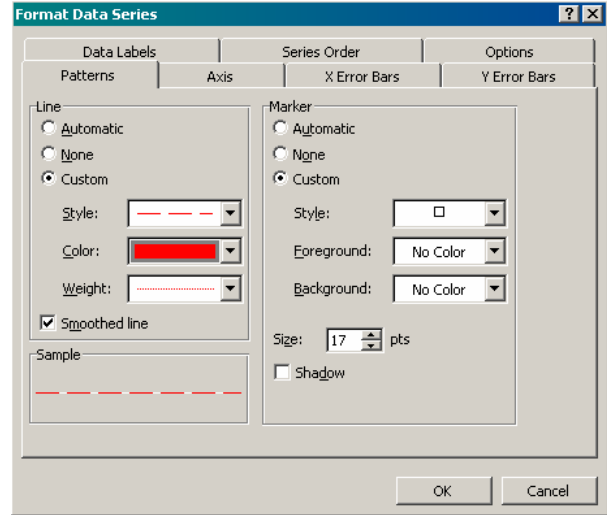 Format Data Series
Data Labels Series Order Options
Patterns Axis X Error Bars Y Error Bars
Line
Automatic
None
Custom
Style:
Color:
Weight:
Smoothed line
Sample
Marker
Automatic
None
Custom
Style:
Foreground: No Color
Background: No Color
Size: 17 pts
Shadow
OK Cancel